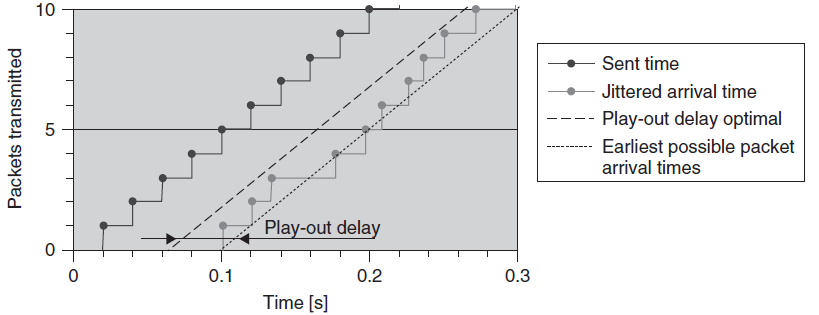 10
5
0
Packets transmitted
Play-out delay
0
0.1
0.2
0.3
Time [s]
Sent time
Jittered arrival time
Play-out delay optimal
Earliest possible packet
arrival times